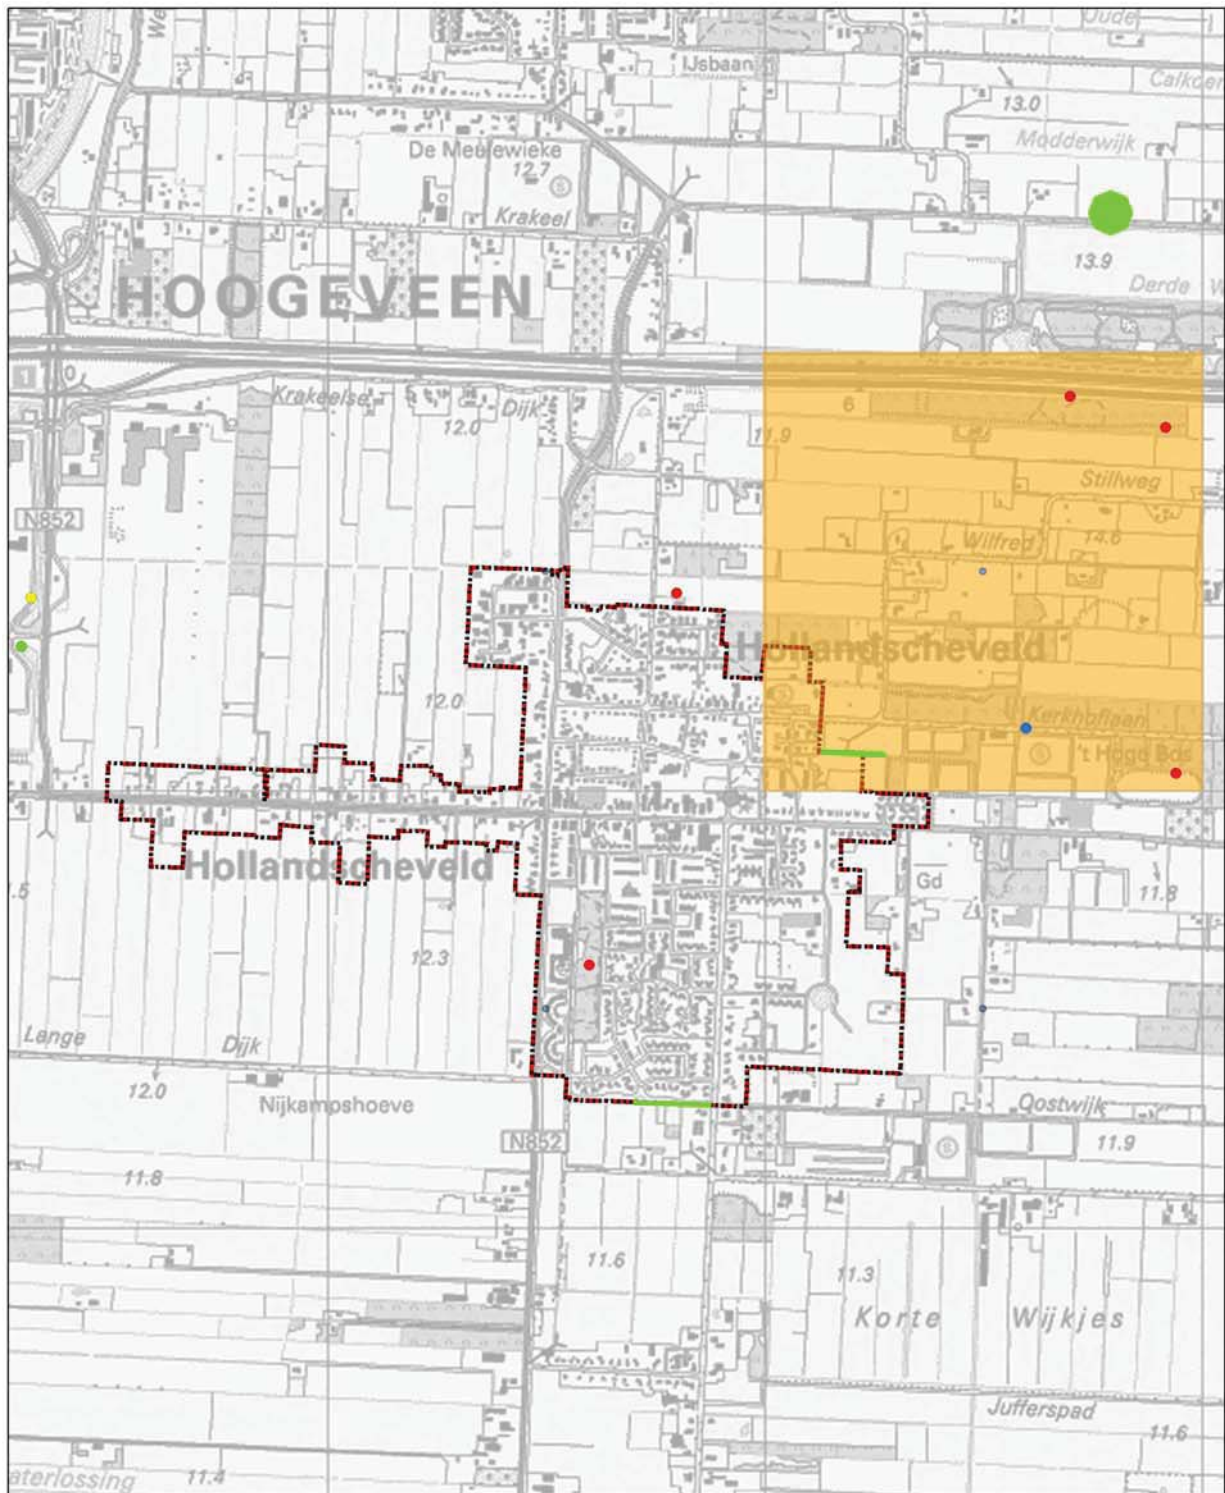 Oude
IJsbaan
Calkoen
13.0
Modderwijk
De Meulewieke
12.7
Krakeel
13.9
HOOGEVEEN
Derde W
Krakeelse
Dijk
12.0
6
11.9
Stillweg
N852
Wilfred
14.6
Hollandscheveld
12.0
Kerkhoflaan
't Hoge Bos
Hollandscheveld
Gd
11.8
12.3
Lange
Dijk
12.0
Nijkampshoeve
Oostwijk
N852
11.9
11.8
11.6
11.3
Korte Wijkjes
Jufferspad
11.6
aterlossing
11.4